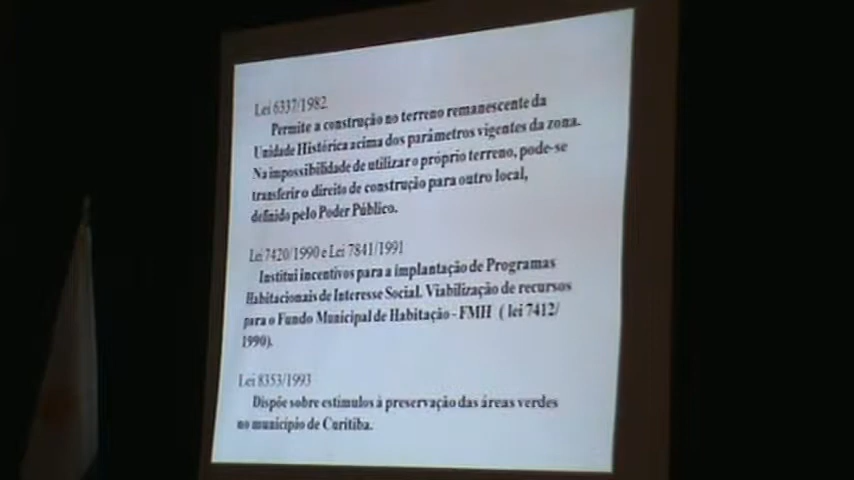 Lei 6337/1982
Permite a construção no terreno remanescente da
Unidade Histórica acima dos parâmetros vigentes da zona.
Na impossibilidade de utilizar o próprio terreno, pode-se
transferir o direito de construção para outro local,
definido pelo Poder Público.
Lei 7420/1990 e Lei 7841/1991
Institui incentivos para a implantação de Programas
Habitacionais de Interesse Social. Viabilização de recursos
para o Fundo Municipal de Habitação - FMH ( lei 7412/
1990).
Lei 8353/1993
Dispõe sobre estímulos à preservação das áreas verdes
no município de Curitiba.